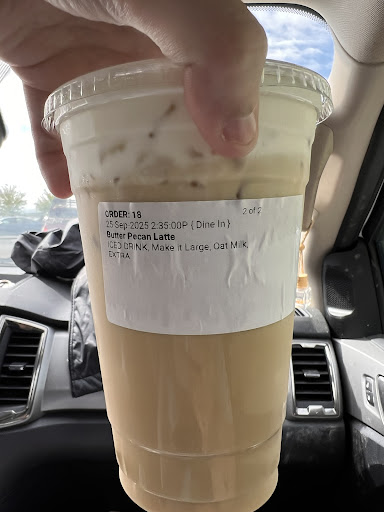 ORDER: 18 2 of 2
25 Sep 2025 2:35:00P { Dine In }
Butter Pecan Latte
ICED DRINK, Make it Large, Oat Milk,
EXTRA